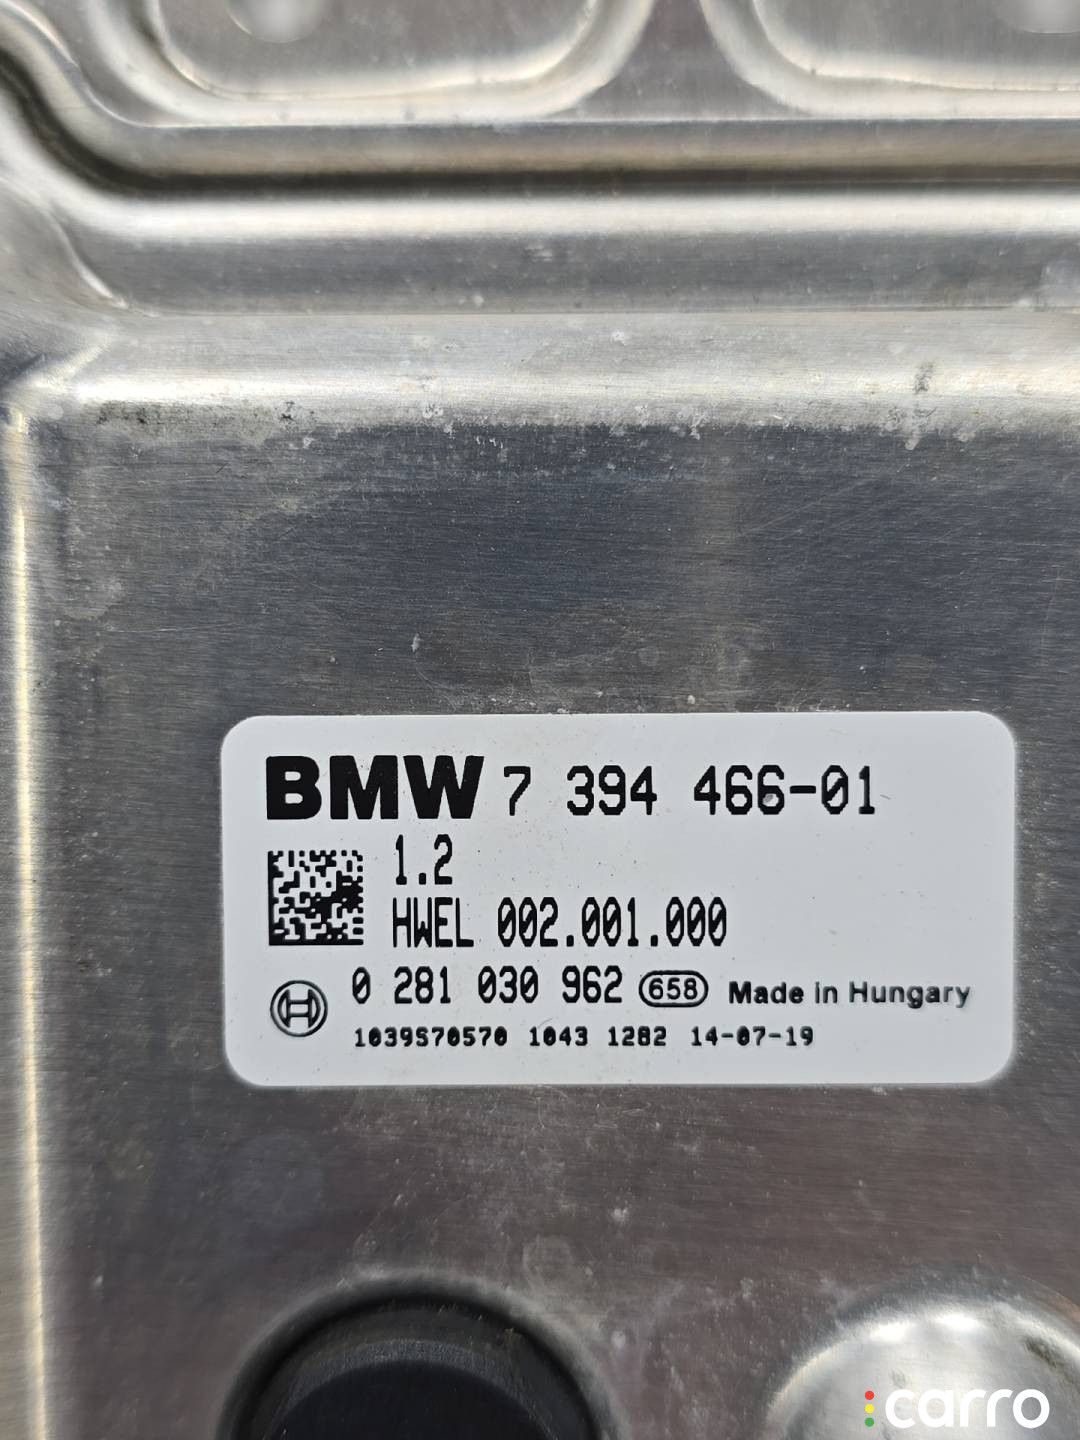 BMW 7 394 466-01
1.2
HWEL 002.001.000
0 281 030 962 658 Made in Hungary
1039S70570 1043 1282 14-07-19
carro